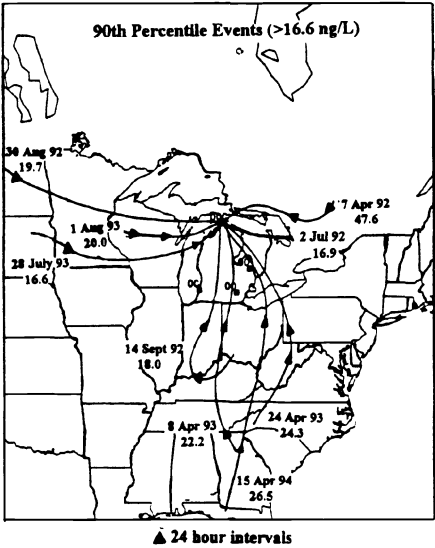 90th Percentile Events (>16.6 ng/L)
30 Aug 92
19.7
7 Apr 92
47.6
1 Aug 93
20.0
2 Jul 92
16.9
28 July 93
16.6
14 Sept 92
18.0
8 Apr 93
22.2
24 Apr 93
24.3
15 Apr 94
26.5
▲ 24 hour intervals